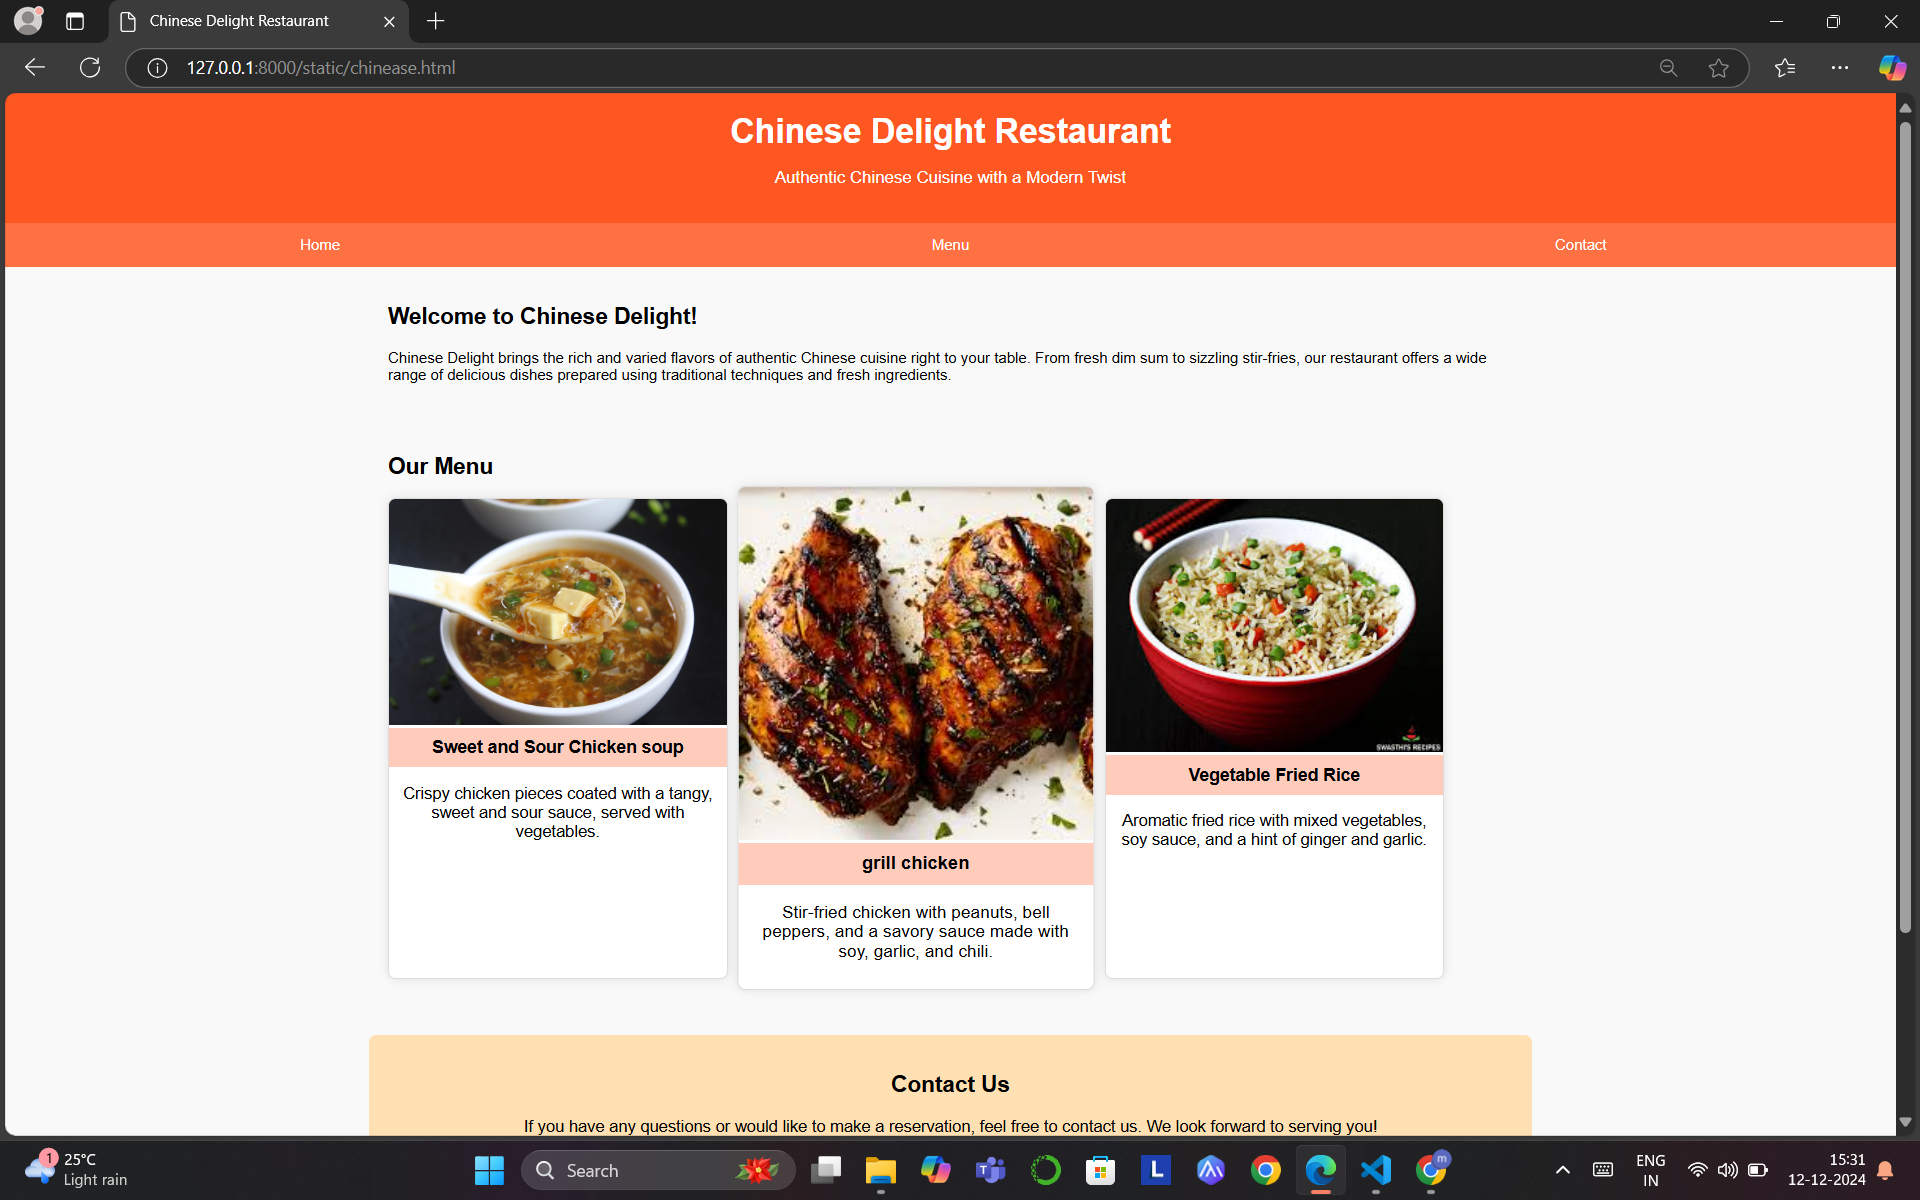 Chinese Delight Restaurant
127.0.0.1:8000/static/chinease.html
Chinese Delight Restaurant
Authentic Chinese Cuisine with a Modern Twist
Home Menu Contact
Welcome to Chinese Delight!
Chinese Delight brings the rich and varied flavors of authentic Chinese cuisine right to your table. From fresh dim sum to sizzling stir-fries, our restaurant offers a wide
range of delicious dishes prepared using traditional techniques and fresh ingredients.
Our Menu
Sweet and Sour Chicken soup
Crispy chicken pieces coated with a tangy,
sweet and sour sauce, served with
vegetables.
grill chicken
Stir-fried chicken with peanuts, bell
peppers, and a savory sauce made with
soy, garlic, and chili.
SWASTHI'S RECIPES
Vegetable Fried Rice
Aromatic fried rice with mixed vegetables,
soy sauce, and a hint of ginger and garlic.
Contact Us
If you have any questions or would like to make a reservation, feel free to contact us. We look forward to serving you!
1
25°C
Light rain
Search
T
L
m
ENG
IN
15:31
12-12-2024